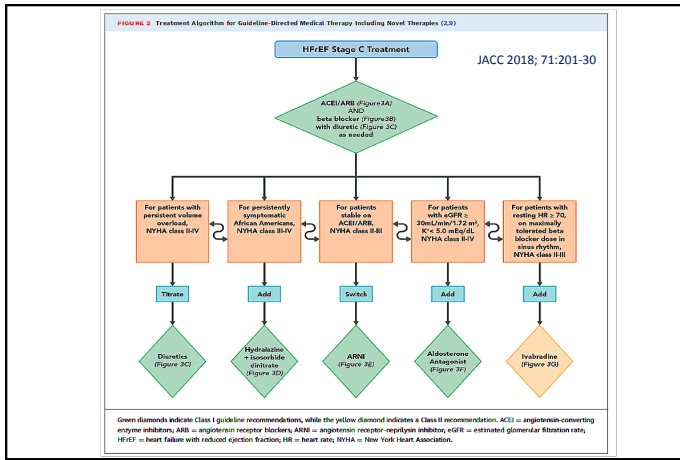 FIGURE 2 Treatment Algorithm for Guideline-Directed Medical Therapy Including Novel Therapies (2,9)
HFrEF Stage C Treatment
JACC 2018; 71:201-30
ACEI/ARB (Figure3A)
AND
beta blocker (Figure3B)
with diuretic (Figure 3C)
as needed
For patients with
persistent volume
overload,
NYHA class II-IV
For persistently
symptomatic
African Americans,
NYHA class III-IV
For patients
stable on
ACEI/ARB,
NYHA class II-III
For patients
with eGFR ≥
30mL/min/1.72 m²,
K⁺< 5.0 mEq/dL
NYHA class II-IV
For patients with
resting HR ≥ 70,
on maximally
tolerated beta
blocker dose in
sinus rhythm,
NYHA class II-III
Titrate
Add
Switch
Add
Add
Diuretics
(Figure 3C)
Hydralazine
+ isosorbide
dinitrate
(Figure 3D)
ARNI
(Figure 3E)
Aldosterone
Antagonist
(Figure 3F)
Ivabradine
(Figure 3G)
Green diamonds indicate Class I guideline recommendations, while the yellow diamond indicates a Class II recommendation. ACEI = angiotensin-converting
enzyme inhibitors; ARB = angiotensin receptor blockers; ARNI = angiotensin receptor-neprilysin inhibitor; eGFR = estimated glomerular filtration rate;
HFrEF = heart failure with reduced ejection fraction; HR = heart rate; NYHA = New York Heart Association.